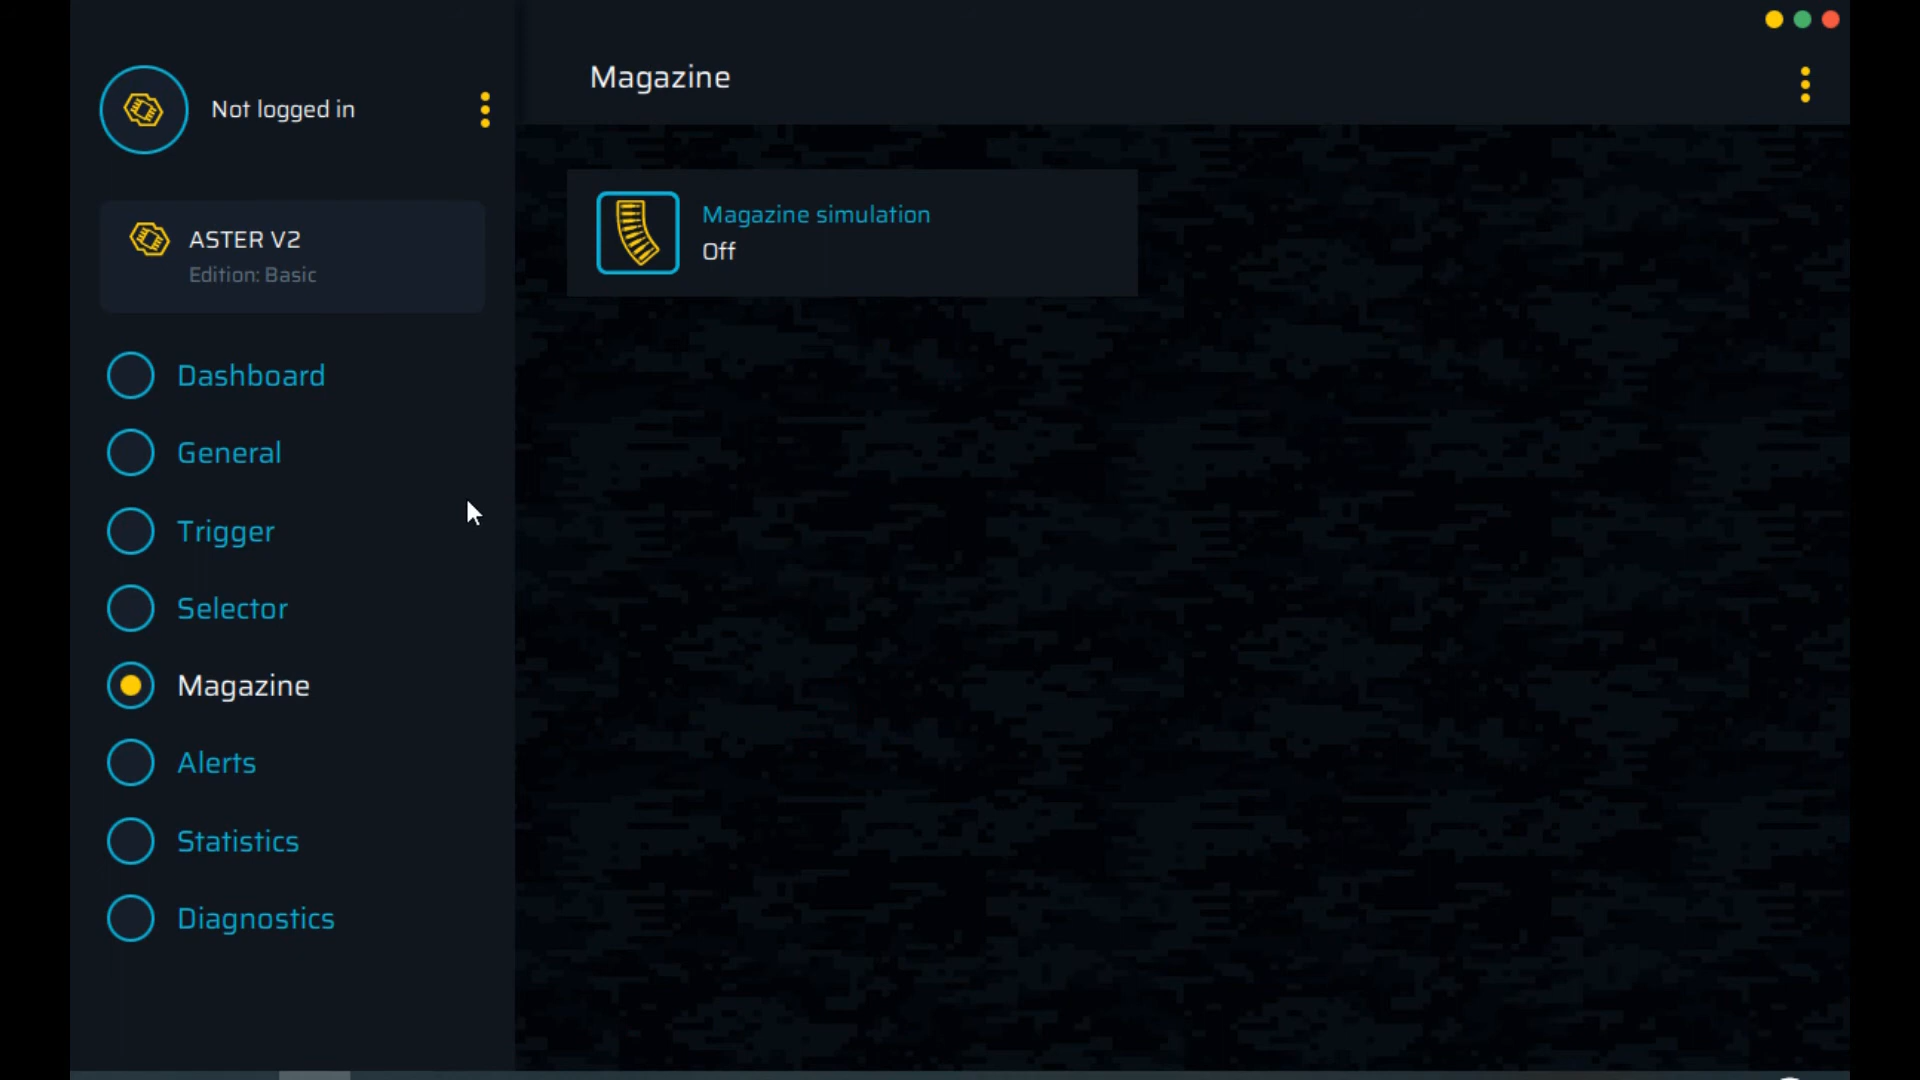 Not logged in
ASTER V2
Edition: Basic
Dashboard
General
Trigger
Selector
Magazine
Alerts
Statistics
Diagnostics
Magazine
Magazine simulation
Off